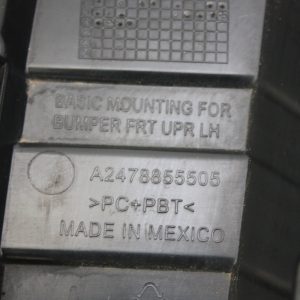 BASIC MOUNTING FOR
BUMPER FRT UPR LH
A2478855505
>PC+PBT<
MADE IN MEXICO